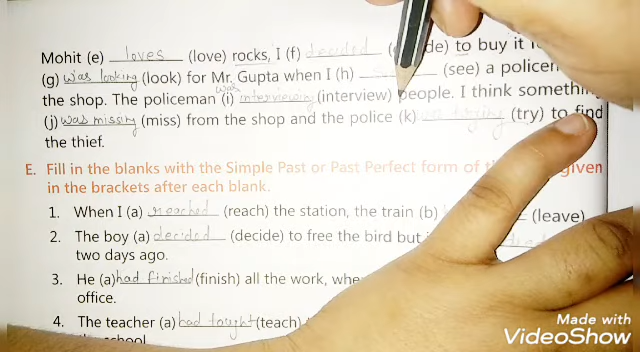 Mohit (e) loves (love) rocks, I (f) decided de) to buy it
(g) was looking (look) for Mr. Gupta when I (h) (see) a policem
the shop. The policeman (i) was interviewing (interview) people. I think somethin
(j) was missing (miss) from the shop and the police (k) trying (try) to find
the thief.
E. Fill in the blanks with the Simple Past or Past Perfect form of given
in the brackets after each blank.
1. When I (a) reached (reach) the station, the train (b) (leave)
2. The boy (a) decided (decide) to free the bird but
two days ago.
3. He (a) had finished (finish) all the work, whe
office.
4. The teacher (a) had tought (teach)
school
Made with
VideoShow